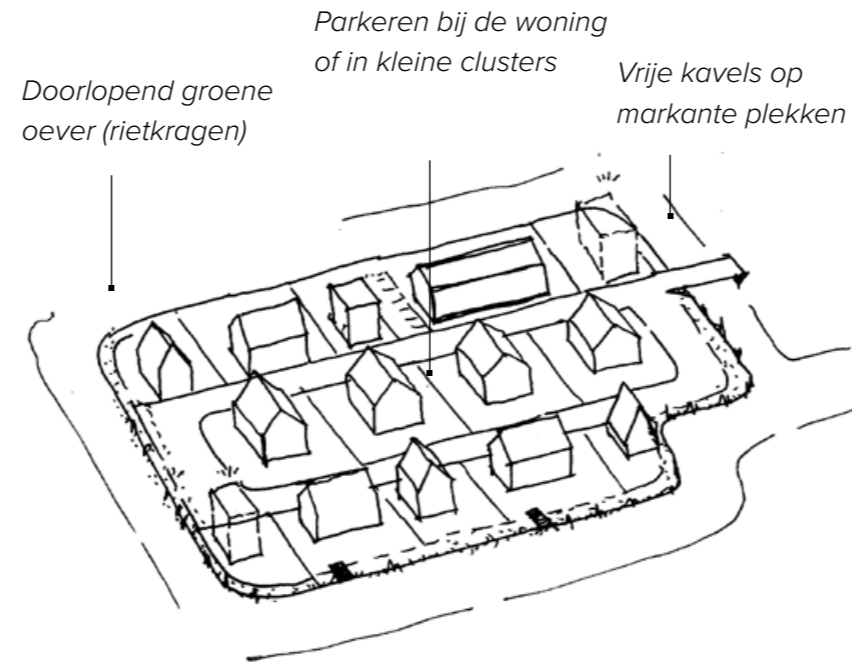 Parkeren bij de woning
of in kleine clusters
Vrije kavels op
markante plekken
Doorlopend groene
oever (rietkragen)